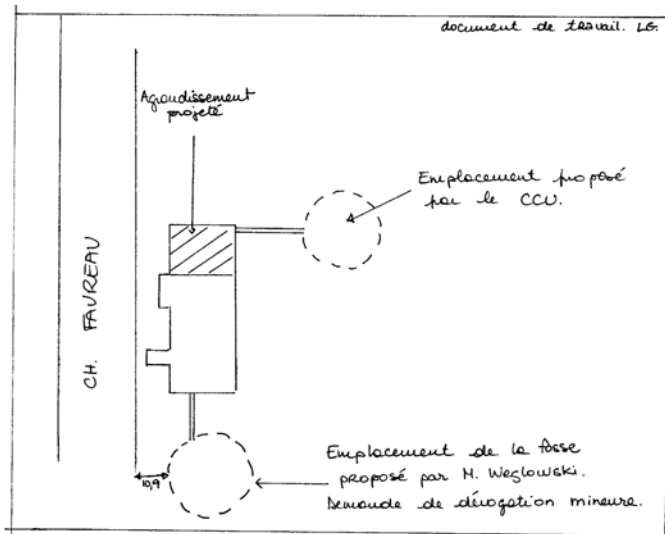 document de travail. LG.
Agrandissement
projeté
Emplacement proposé
par le CCU.
CH. FAVREAU
10,9
Emplacement de la fosse
proposé par M. Weglowski.
Demande de dérogation mineure.